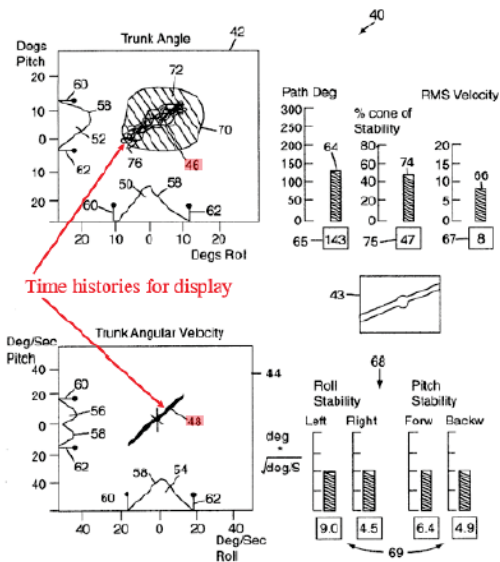 Trunk Angle
42
40
Degs
Pitch
20
10
0
10
20
60
58
52
62
72
70
46
76
50
58
60
62
20 10 0 10 20
Degs Roll
Path Deg
300
250
200
150
100
50
0
64
65
143
% cone of
Stability
80
60
40
20
0
74
75
47
RMS Velocity
20
15
10
5
0
66
67
8
Time histories for display
43
Trunk Angular Velocity
44
Deg/Sec
Pitch
40
20
0
20
40
60
56
58
62
48
58
54
60
62
40 20 0 20 40
Deg/Sec
Roll
68
Roll
Stability
Pitch
Stability
Left
Right
Forw
Backw
deg
√deg/S
9.0
4.5
6.4
4.9
69